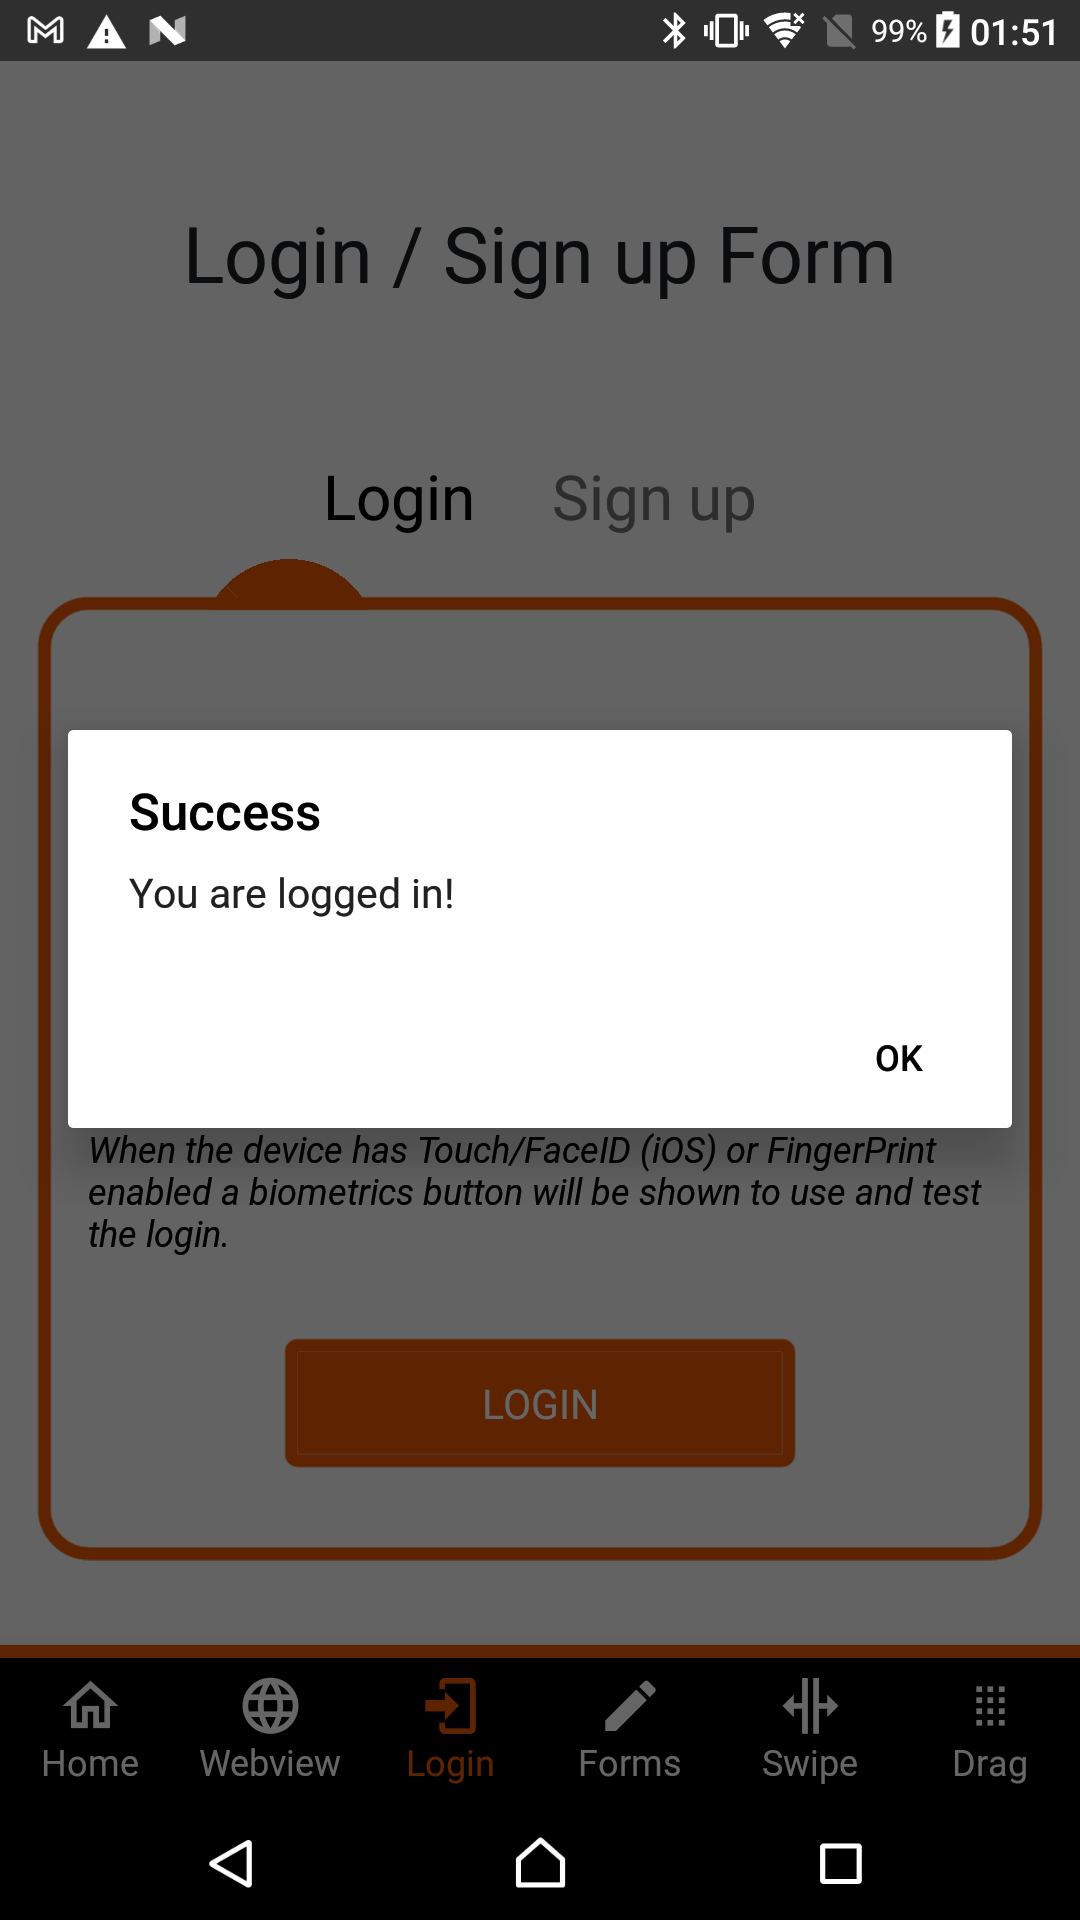 99% 01:51
Login / Sign up Form
Login Sign up
Success
You are logged in!
OK
When the device has Touch/FaceID (iOS) or FingerPrint
enabled a biometrics button will be shown to use and test
the login.
LOGIN
Home Webview Login Forms Swipe Drag